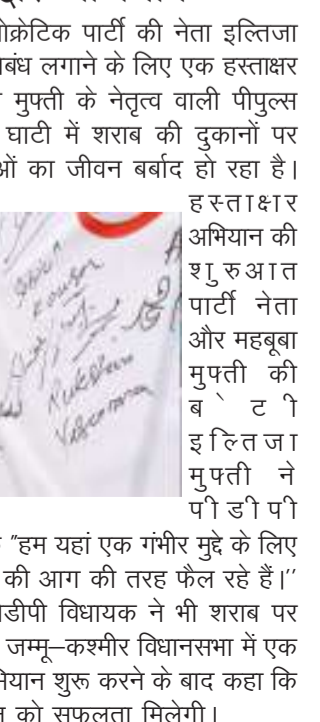 ोक्रेटिक पार्टी की नेता इल्तिजा
बंध लगाने के लिए एक हस्ताक्षर
मुफ्ती के नेतृत्व वाली पीपुल्स
घाटी में शराब की दुकानों पर
ओं का जीवन बर्बाद हो रहा है।
हस्ताक्षार
अभियान की
शुरुआत
पार्टी नेता
और महबूबा
मुफ्ती की
बेटी
इल्तिजा
मुफ्ती ने
पीडीपी
"हम यहां एक गंभीर मुद्दे के लिए
की आग की तरह फैल रहे हैं।''
डीपी विधायक ने भी शराब पर
जम्मू–कश्मीर विधानसभा में एक
भियान शुरू करने के बाद कहा कि
को सफलता मिलेगी।
Rukshan